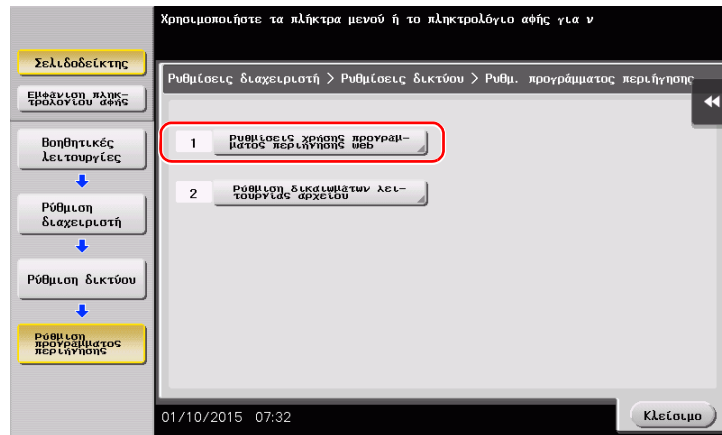 Χρησιμοποιήστε τα πλήκτρα μενού ή το πληκτρολόγιο αφής για ν
Σελιδοδείκτης
Εμφάνιση πληκ-
τρολογίου αφής
Ρυθμίσεις διαχειριστή > Ρυθμίσεις δικτύου > Ρυθμ. προγράμματος περιήγησης
Βοηθητικές
λειτουργίες
1 Ρυθμίσεις χρήσης προγράμ-
ματος περιήγησης web
2 Ρύθμιση δικαιωμάτων λει-
τουργίας αρχείου
Ρύθμιση
διαχειριστή
Ρύθμιση δικτύου
Ρύθμιση
προγράμματος
περιήγησης
01/10/2015 07:32
Κλείσιμο